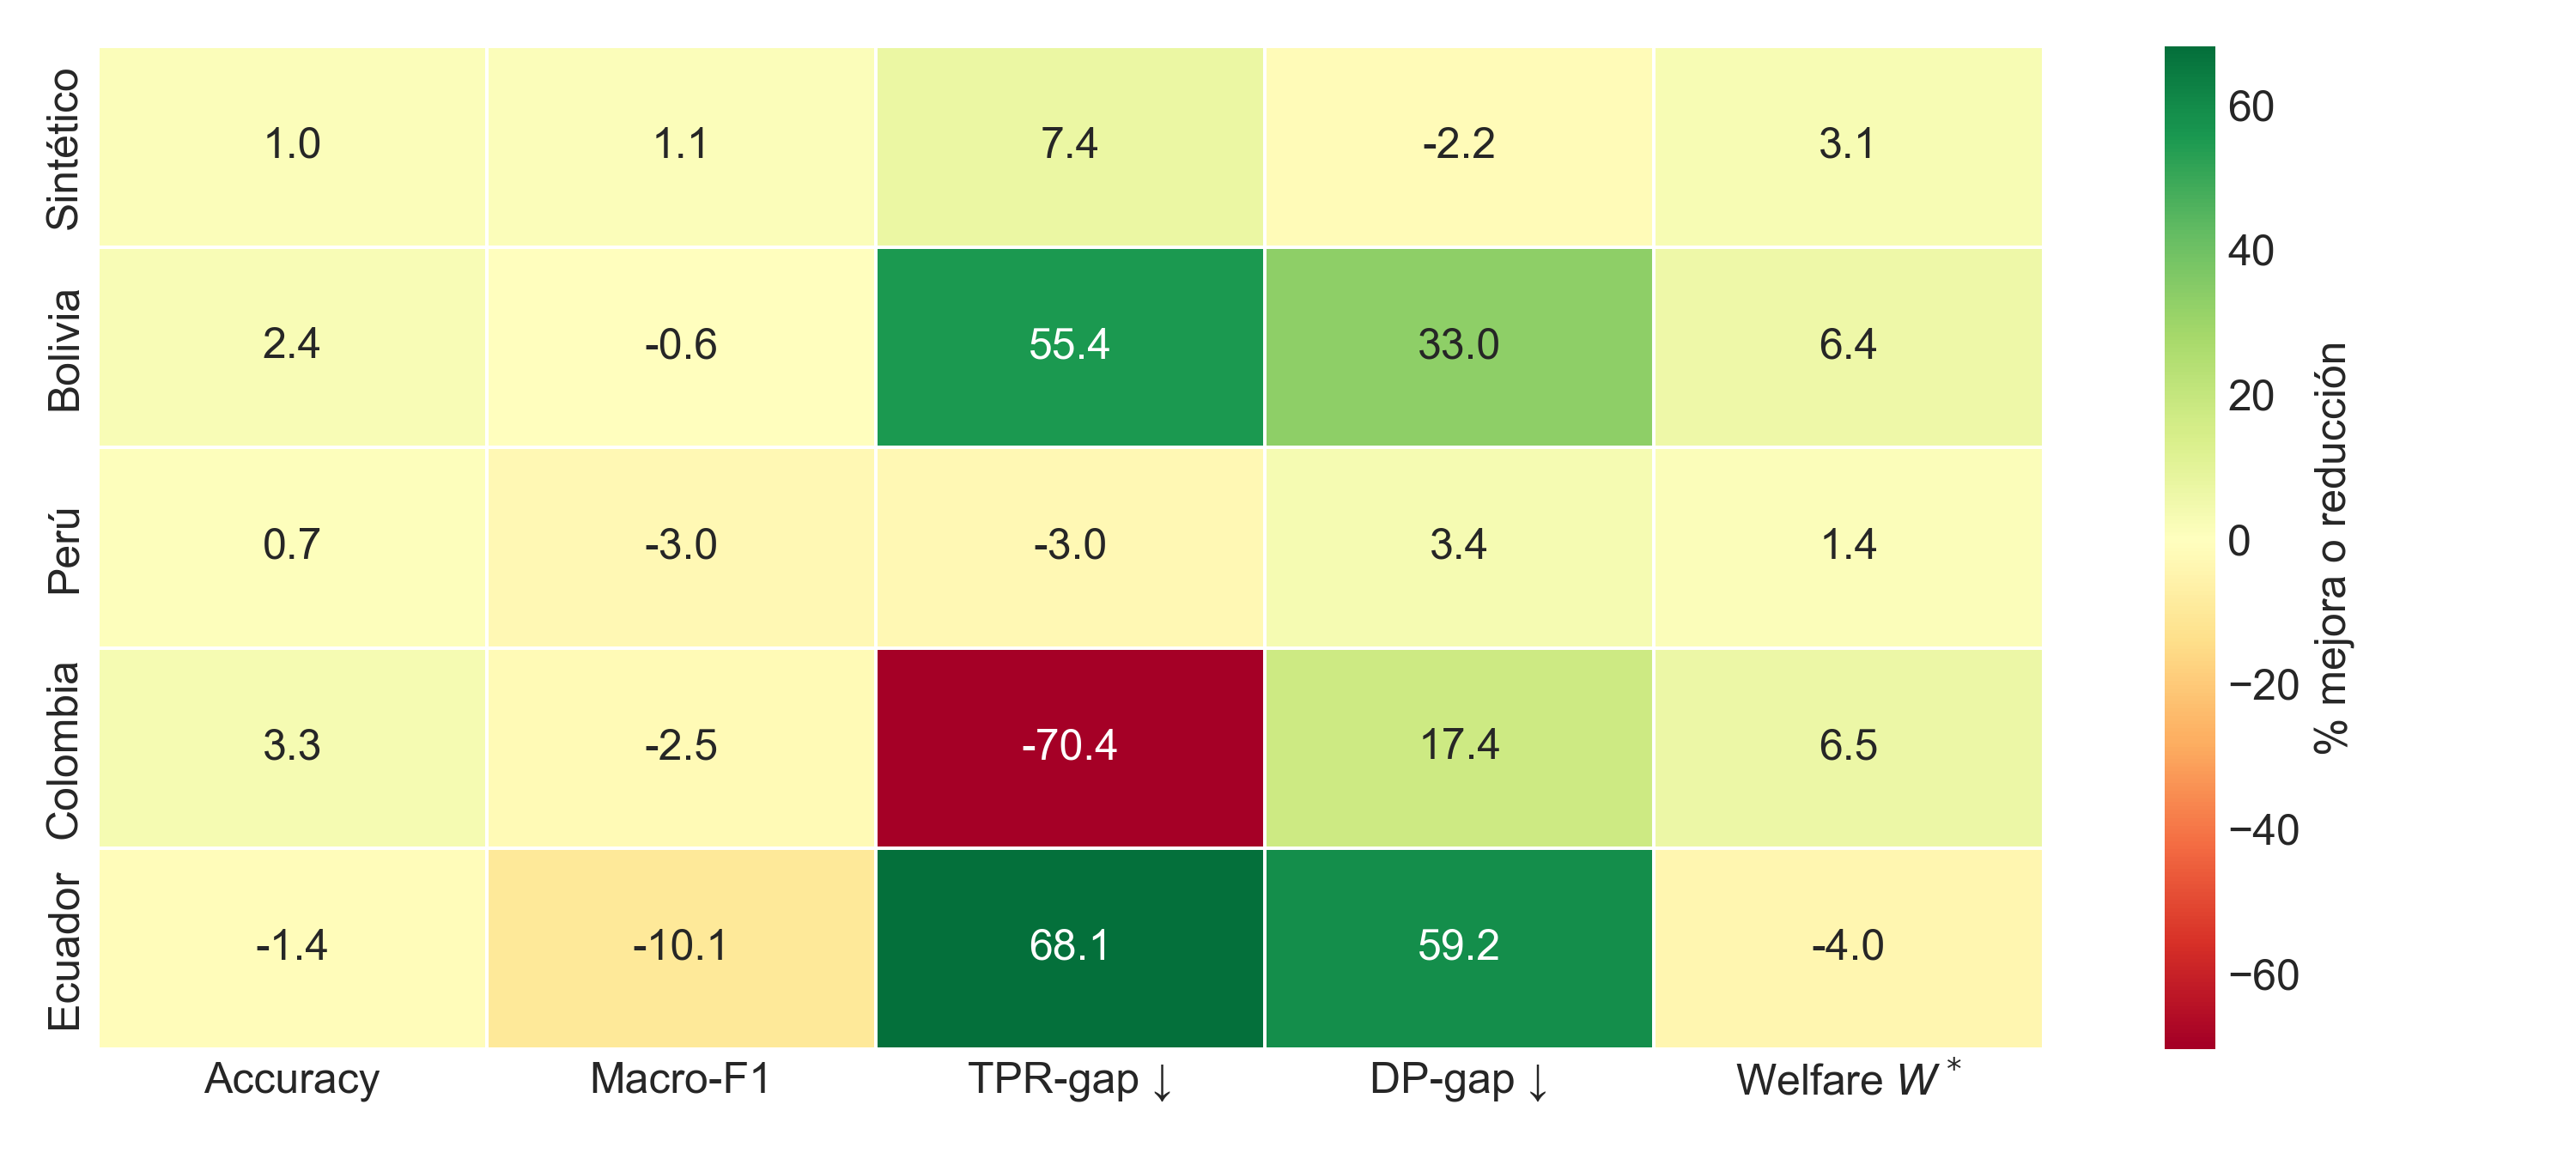 Sintético 1.0 1.1 7.4 -2.2 3.1
Bolivia 2.4 -0.6 55.4 33.0 6.4
Perú 0.7 -3.0 -3.0 3.4 1.4
Colombia 3.3 -2.5 -70.4 17.4 6.5
Ecuador -1.4 -10.1 68.1 59.2 -4.0
Accuracy Macro-F1 TPR-gap ↓ DP-gap ↓ Welfare W*
60
40
20
0
−20
−40
−60
% mejora o reducción